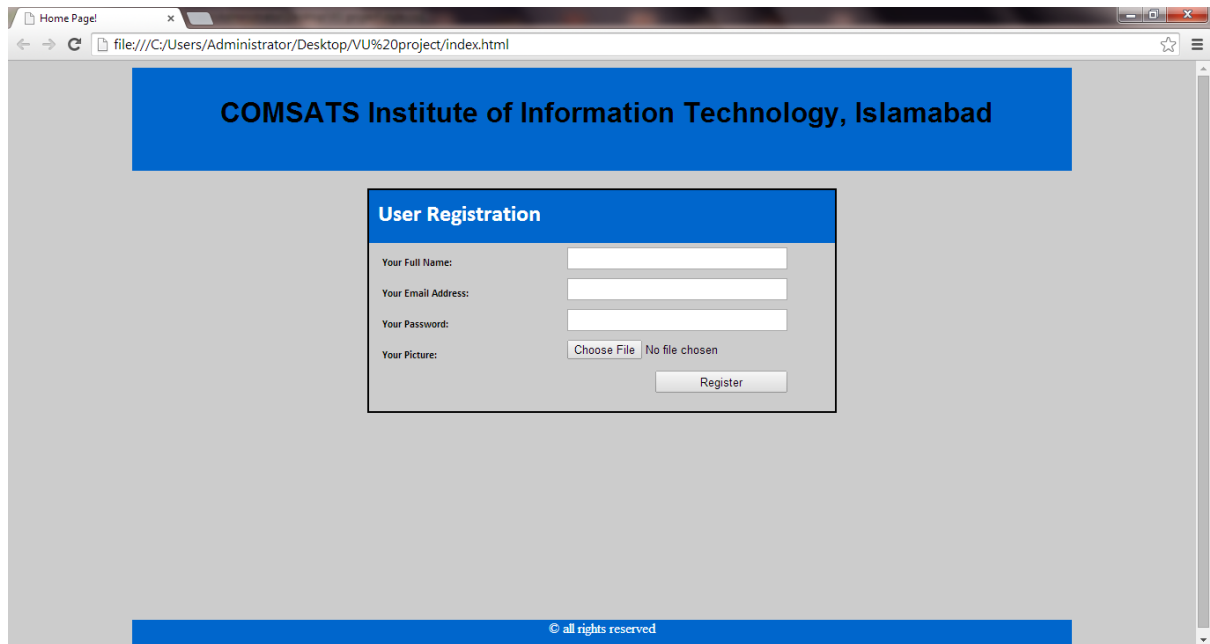 Home Page!
file:///C:/Users/Administrator/Desktop/VU%20project/index.html
COMSATS Institute of Information Technology, Islamabad
User Registration
Your Full Name:
Your Email Address:
Your Password:
Your Picture: Choose File No file chosen
Register
© all rights reserved